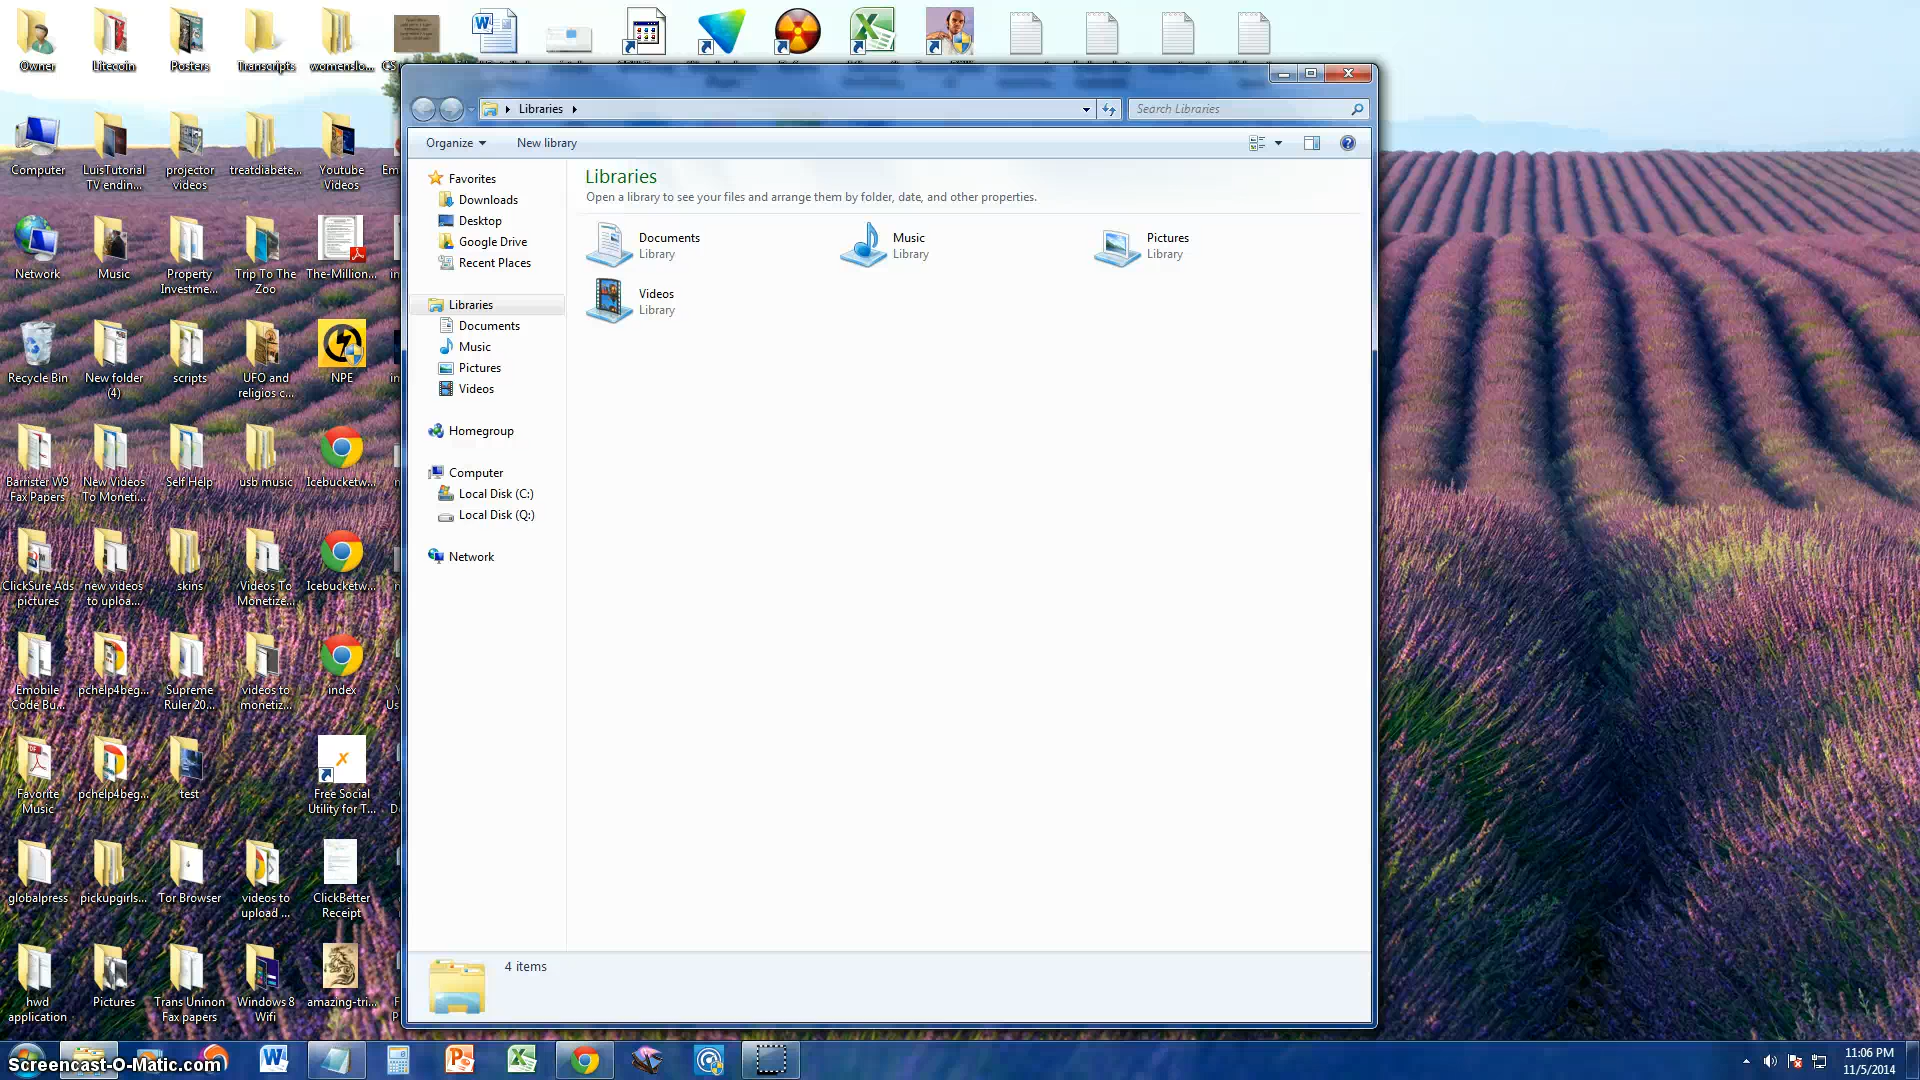 Owner
Litecoin
Posters
Transcripts
womenslo...
CS
Computer
LuisTutorial
TV endin...
projector
videos
treatdiabete...
Youtube
Videos
Em
Network
Music
Property
Investme...
Trip To The
Zoo
The-Million...
Recycle Bin
New folder
(4)
scripts
UFO and
religios c...
NPE
Barrister W9
Fax Papers
New Videos
To Moneti...
Self Help
usb music
Icebucketw...
ClickSure Ads
pictures
new videos
to uploa...
skins
Videos To
Monetize...
Icebucketw...
Emobile
Code Bu...
pchelp4beg...
Supreme
Ruler 20...
videos to
monetiz...
index
Favorite
Music
pchelp4beg...
test
Free Social
Utility for T...
globalpress
pickupgirls...
Tor Browser
videos to
upload ...
ClickBetter
Receipt
hwd
application
Pictures
Trans Uninon
Fax papers
Windows 8
Wifi
amazing-tri...
Libraries
Search Libraries
Organize
New library
Favorites
Downloads
Desktop
Google Drive
Recent Places
Libraries
Documents
Music
Pictures
Videos
Homegroup
Computer
Local Disk (C:)
Local Disk (Q:)
Network
Libraries
Open a library to see your files and arrange them by folder, date, and other properties.
Documents
Library
Music
Library
Pictures
Library
Videos
Library
4 items
Screencast-O-Matic.com
11:06 PM
11/5/2014